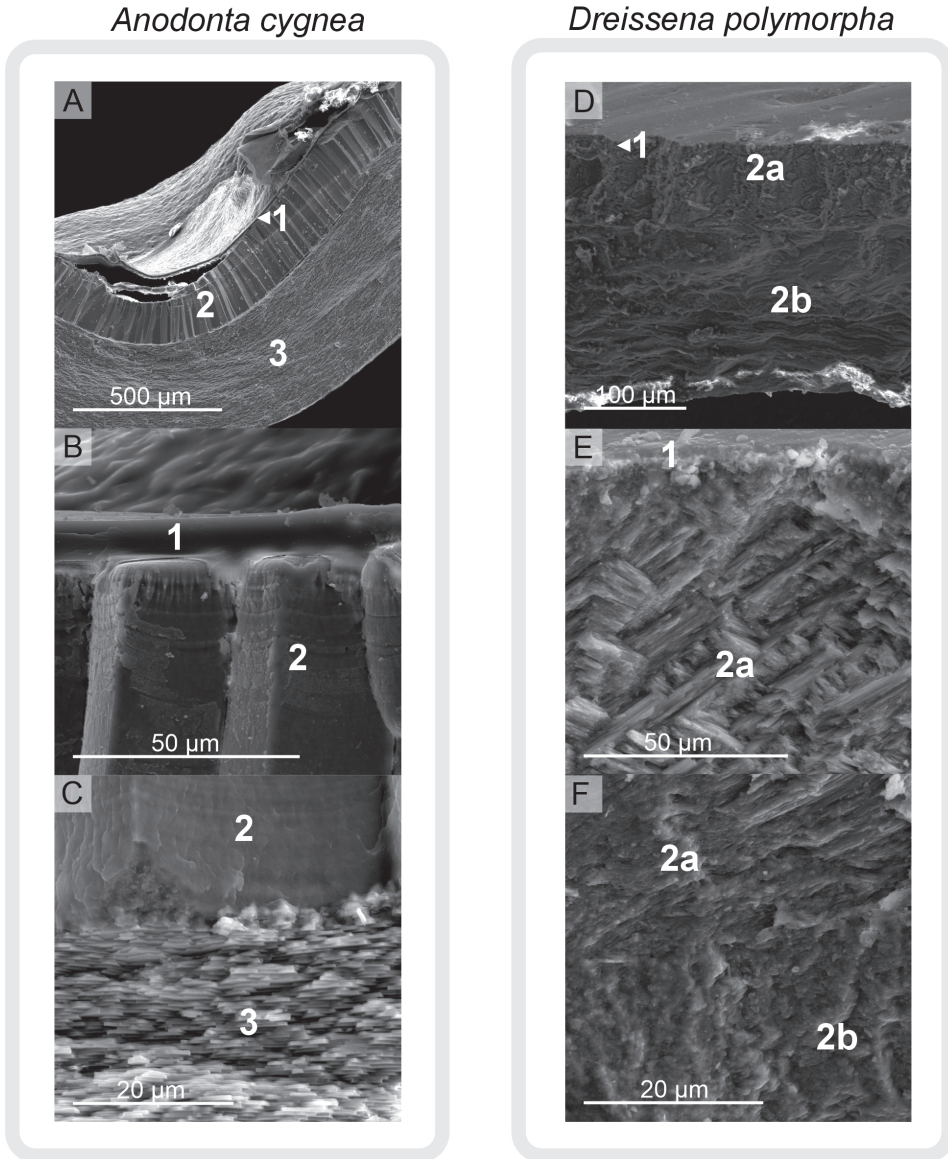 Anodonta cygnea
A
1
2
3
500 µm
B
1
2
50 µm
C
2
3
20 µm
Dreissena polymorpha
D
1
2a
2b
100 µm
E
1
2a
50 µm
F
2a
2b
20 µm